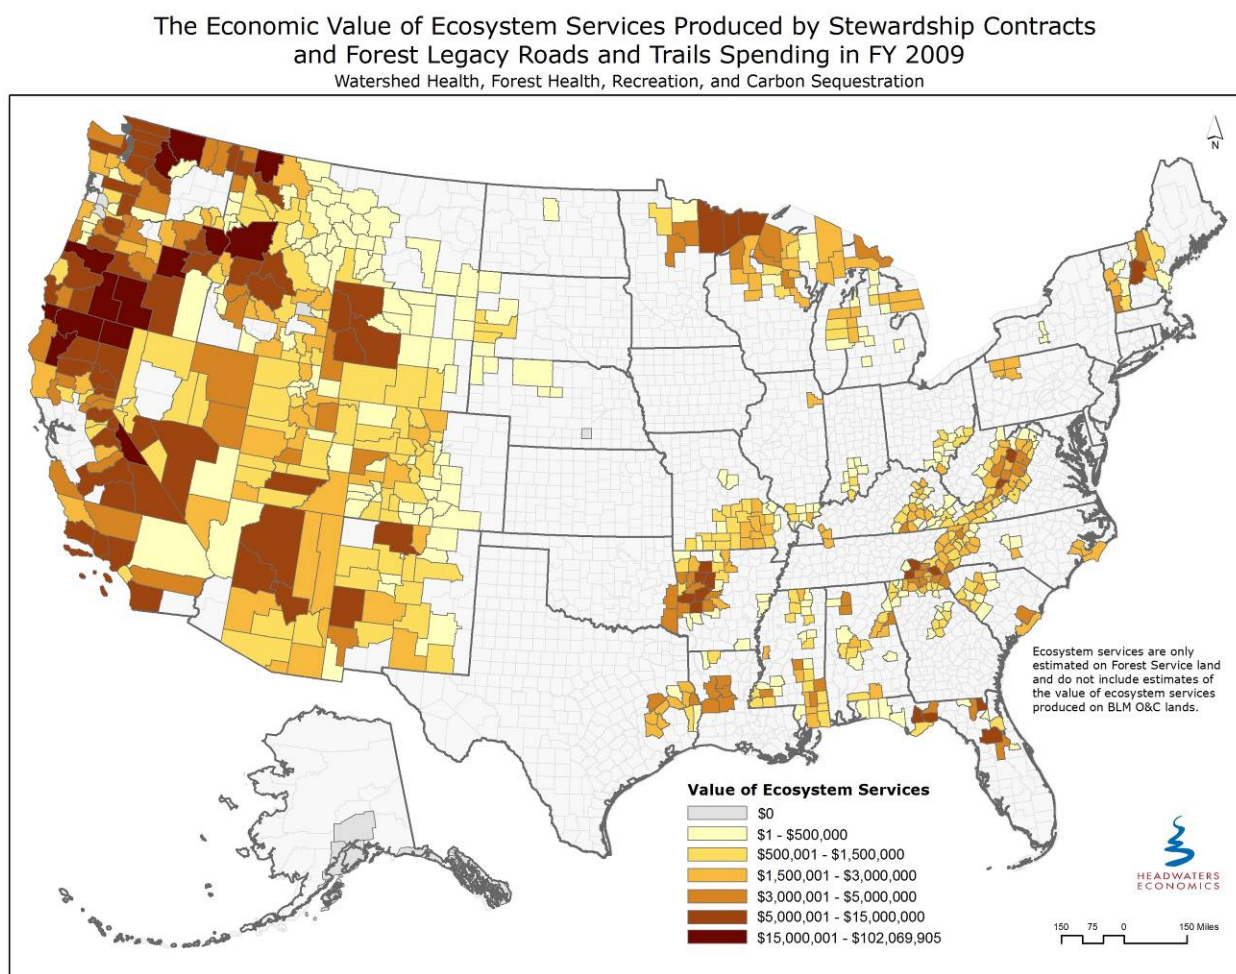 The Economic Value of Ecosystem Services Produced by Stewardship Contracts
and Forest Legacy Roads and Trails Spending in FY 2009
Watershed Health, Forest Health, Recreation, and Carbon Sequestration
N
Ecosystem services are only
estimated on Forest Service land
and do not include estimates of
the value of ecosystem services
produced on BLM O&C lands.
Value of Ecosystem Services
$0
$1 - $500,000
$500,001 - $1,500,000
$1,500,001 - $3,000,000
$3,000,001 - $5,000,000
$5,000,001 - $15,000,000
$15,000,001 - $102,069,905
HEADWATERS
ECONOMICS
150 75 0 150 Miles